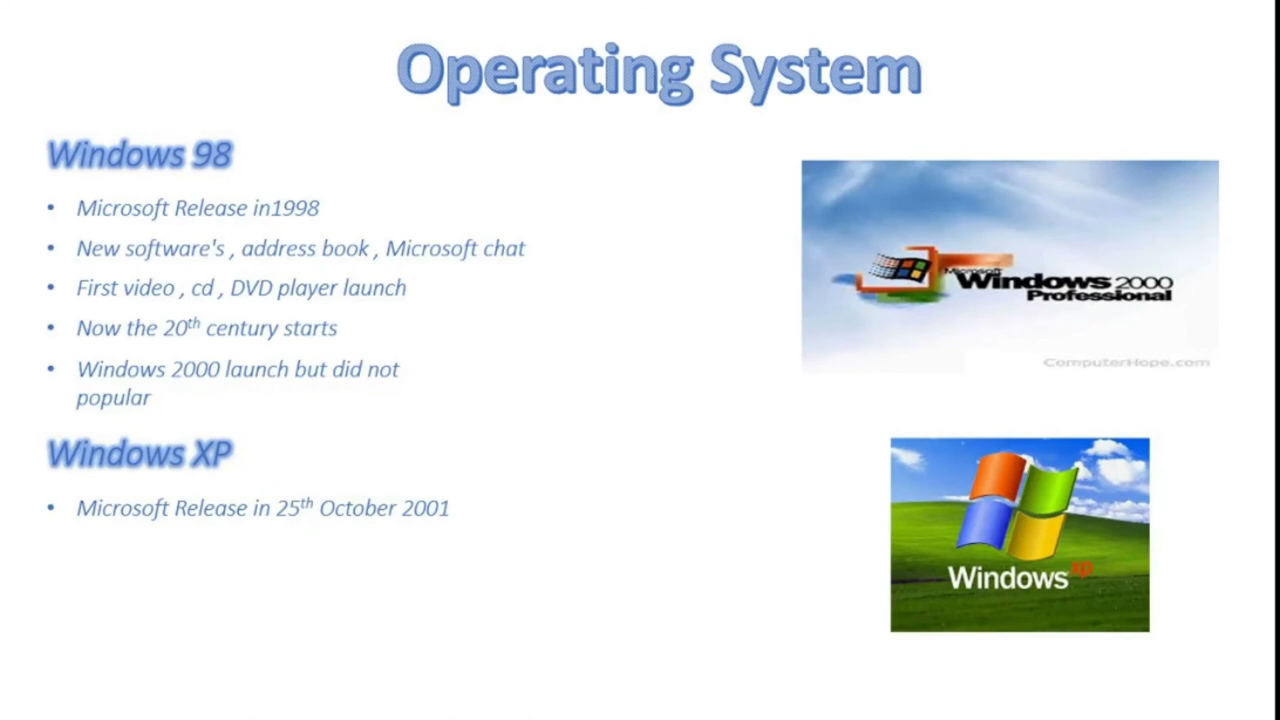 Operating System
Windows 98
• Microsoft Release in1998
• New software's , address book , Microsoft chat
• First video , cd , DVD player launch
• Now the 20th century starts
• Windows 2000 launch but did not
popular
Windows XP
• Microsoft Release in 25th October 2001
Microsoft
Windows 2000
Professional
ComputerHope.com
Windows xp